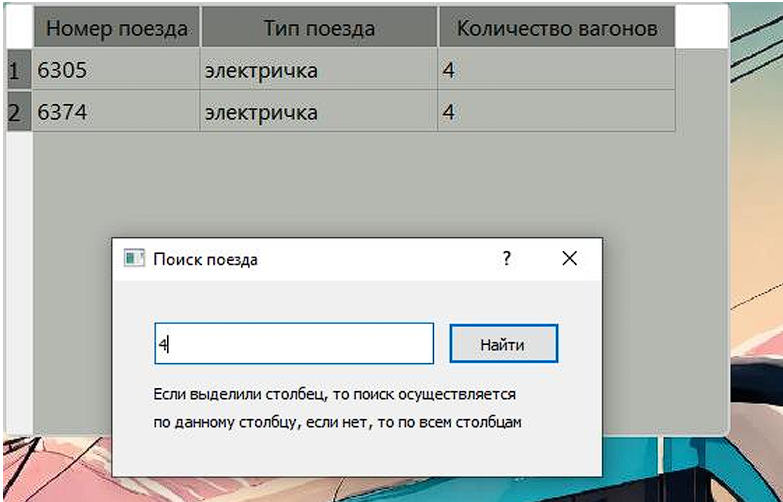 Номер поезда Тип поезда Количество вагонов
1 6305 электричка 4
2 6374 электричка 4
Поиск поезда ?
4 Найти
Если выделили столбец, то поиск осуществляется
по данному столбцу, если нет, то по всем столбцам